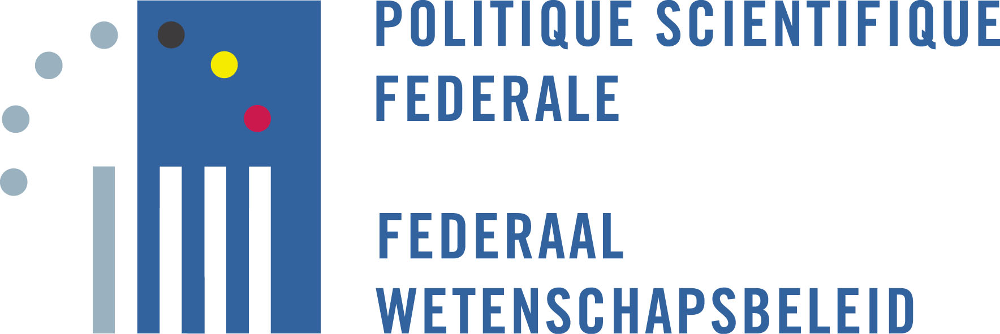 POLITIQUE SCIENTIFIQUE
FEDERALE
FEDERAAL
WETENSCHAPSBELEID